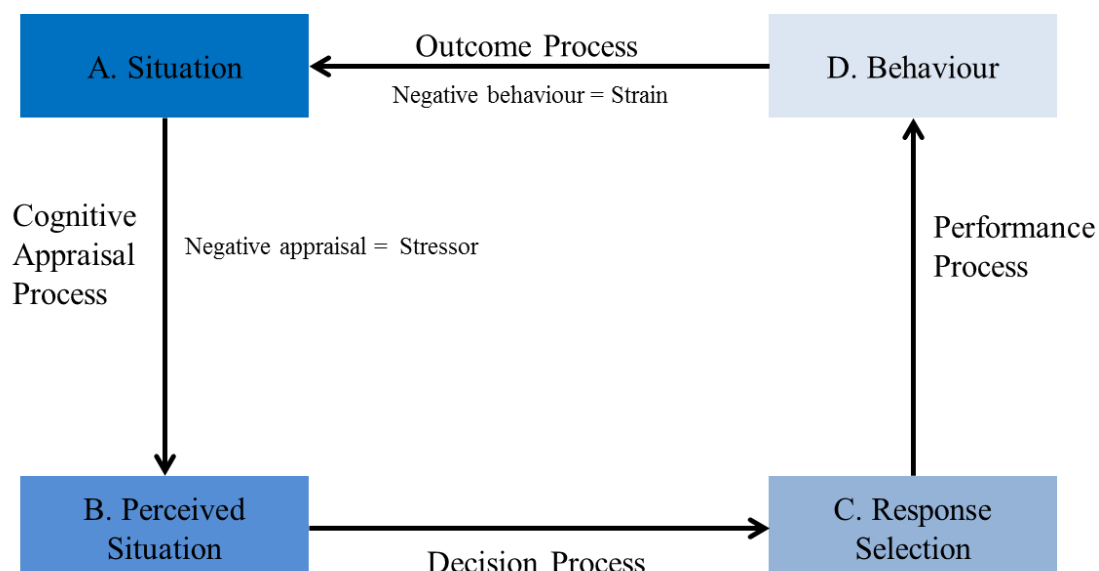 A. Situation
Outcome Process
Negative behaviour = Strain
D. Behaviour
Cognitive
Appraisal
Process
Negative appraisal = Stressor
Performance
Process
B. Perceived
Situation
Decision Process
C. Response
Selection